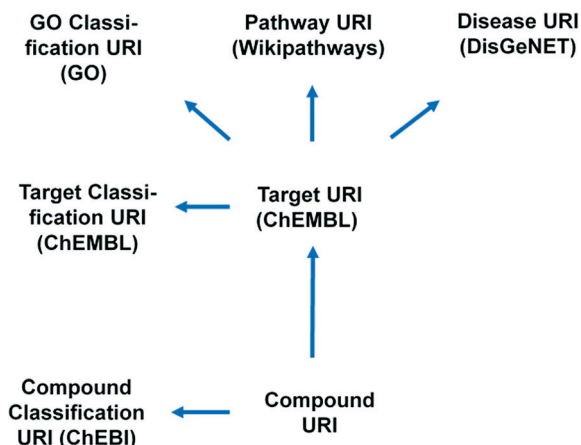 GO Classi-
fication URI
(GO)
Pathway URI
(Wikipathways)
Disease URI
(DisGeNET)
Target Classi-
fication URI
(ChEMBL)
Target URI
(ChEMBL)
Compound
Classification
URI (ChEBI)
Compound
URI